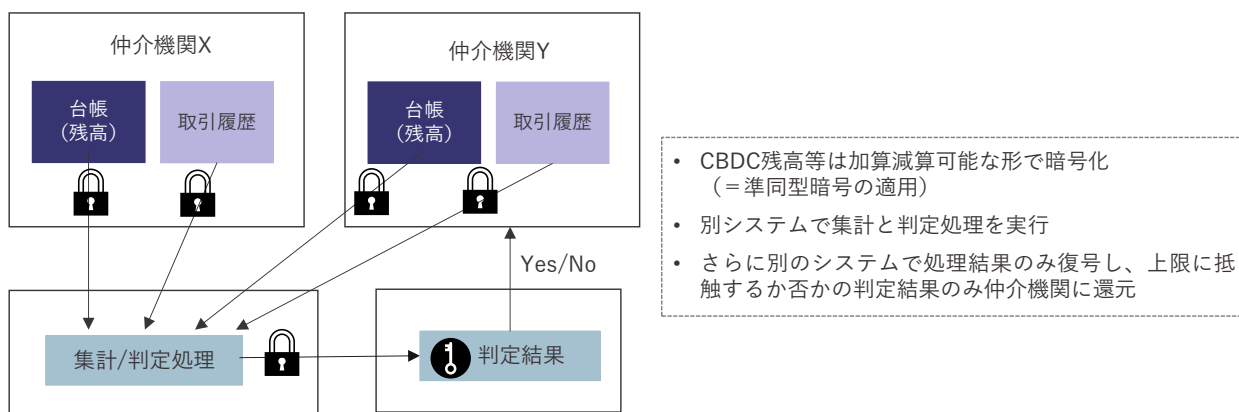 仲介機関X
台帳
(残高)
取引履歴
仲介機関Y
台帳
(残高)
取引履歴
Yes/No
集計/判定処理
判定結果
• CBDC残高等は加算減算可能な形で暗号化
（＝準同型暗号の適用）
• 別システムで集計と判定処理を実行
• さらに別のシステムで処理結果のみ復号し、上限に抵
触するか否かの判定結果のみ仲介機関に還元